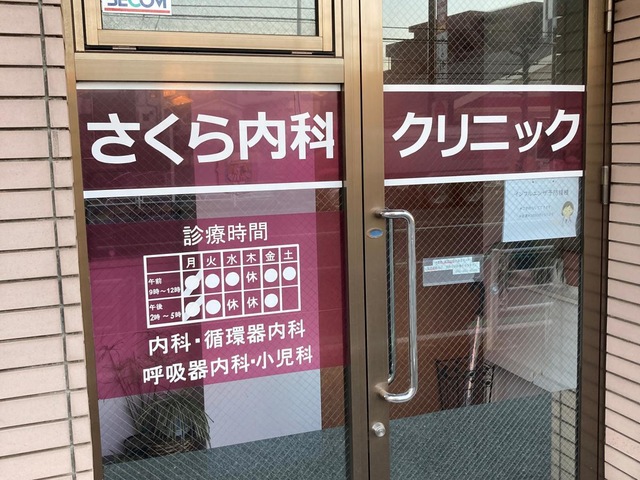 SECOM
さくら内科 クリニック
診療時間
月 火 水 木 金 土
午前 9時～12時 ● ● ● 休 ● ●
午後 2時～5時 ● ● 休 休 ●
内科・循環器内科
呼吸器内科・小児科